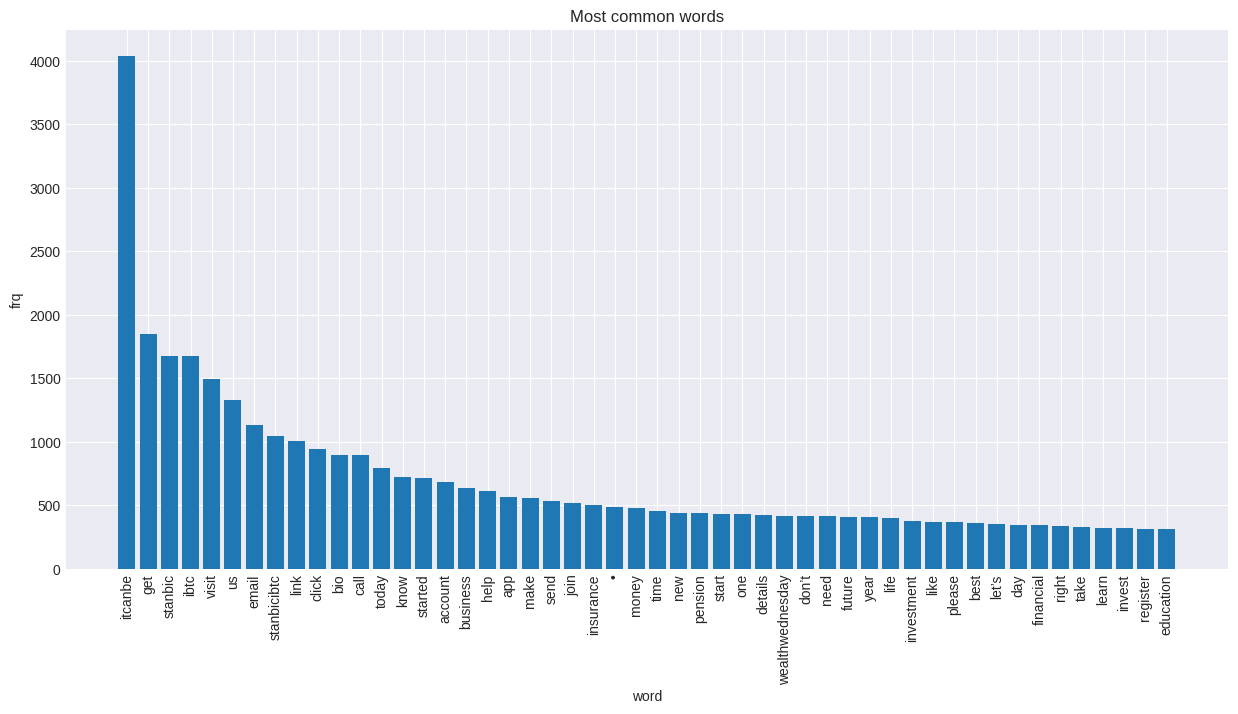 Most common words
4000
3500
3000
2500
2000
1500
1000
500
0
frq
itcanbe
get
stanbic
ibtc
visit
us
email
stanbicibtc
link
click
bio
call
today
know
started
account
business
help
app
make
send
join
insurance
•
money
time
new
pension
start
one
details
wealthwednesday
don't
need
future
year
life
investment
like
please
best
let's
day
financial
right
take
learn
invest
register
education
word